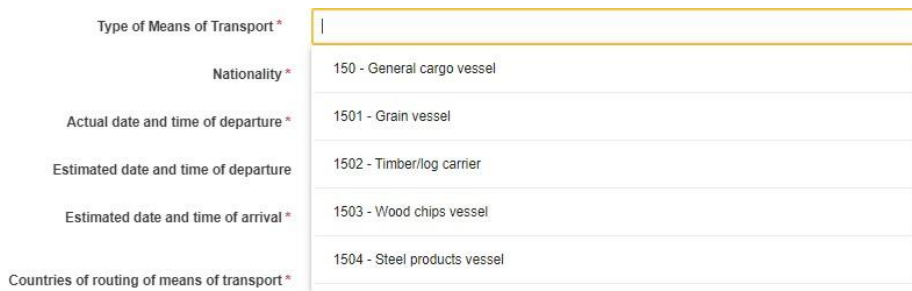 Type of Means of Transport *
150 - General cargo vessel
Nationality *
1501 - Grain vessel
Actual date and time of departure *
1502 - Timber/log carrier
Estimated date and time of departure
1503 - Wood chips vessel
Estimated date and time of arrival *
1504 - Steel products vessel
Countries of routing of means of transport *